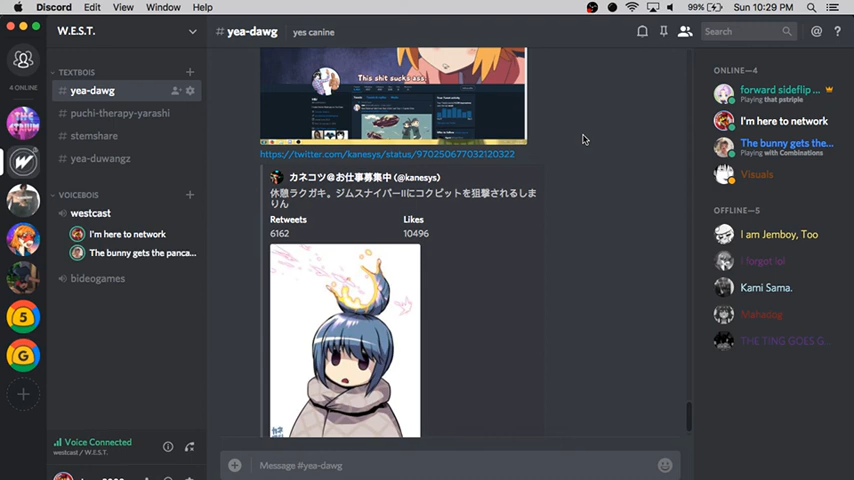 Discord Edit View Window Help
99% Sun 10:29 PM
W.E.S.T.
# yea-dawg yes canine
Search
4 ONLINE
TEXTBOIS
# yea-dawg
# puchi-therapy-yarashi
# stemshare
# yea-duwangz
VOICEBOIS
westcast
I'm here to network
The bunny gets the panca...
bideogames
THE ATRIUM
5
G
Voice Connected
westcast / W.E.S.T.
This shit sucks ass.
https://twitter.com/kanesys/status/970250677032120322
カネコツ@お仕事募集中 (@kanesys)
休憩ラクガキ。ジムスナイパーIIにコクピットを狙撃されるしま
りん
Retweets Likes
6162 10496
Message #yea-dawg
ONLINE—4
forward sideflip ...
Playing that pstriple
I'm here to network
The bunny gets the...
Playing with Combinations
Visuals
OFFLINE—5
I am Jemboy, Too
i forgot lol
Kami Sama.
Mahaoog
THE TING GOES G...